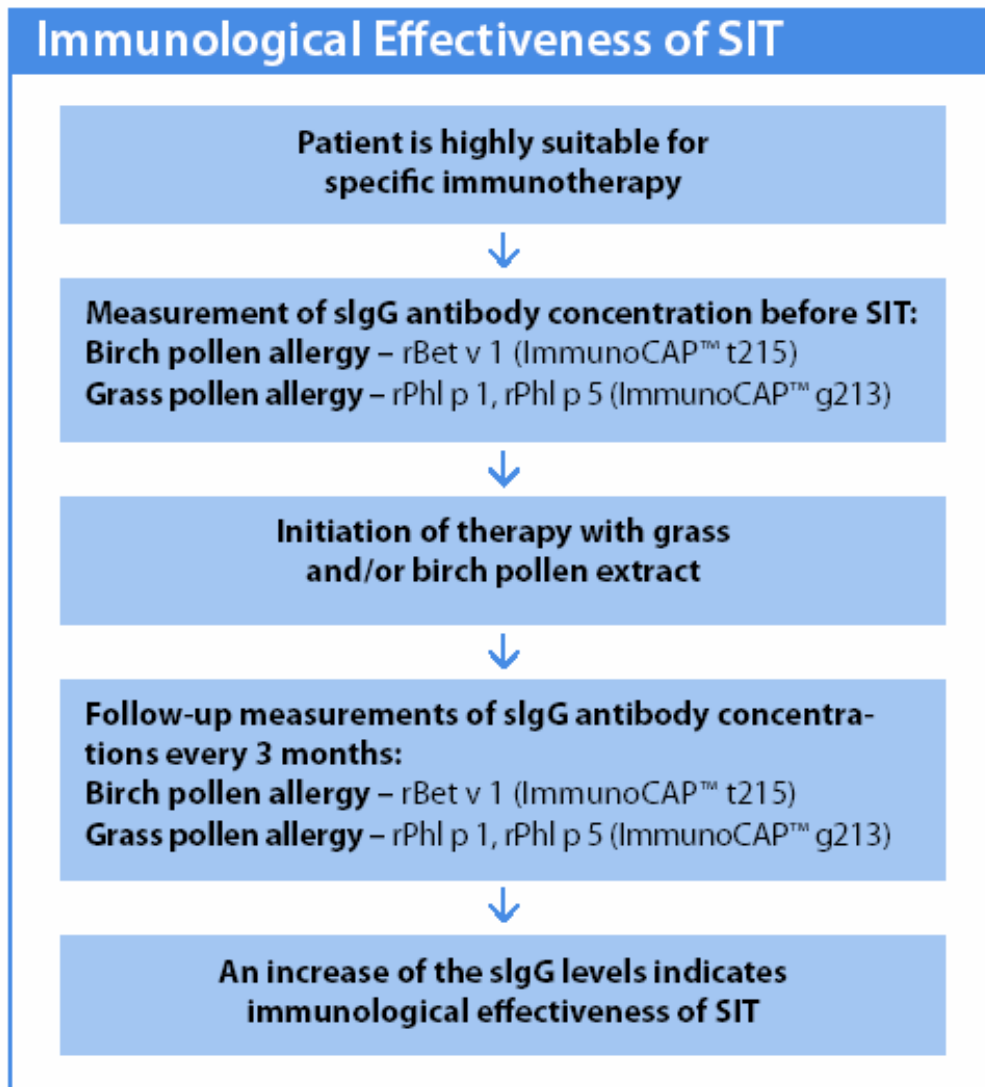 Immunological Effectiveness of SIT
Patient is highly suitable for
specific immunotherapy
Measurement of sIgG antibody concentration before SIT:
Birch pollen allergy – rBet v 1 (ImmunoCAP™ t215)
Grass pollen allergy – rPhl p 1, rPhl p 5 (ImmunoCAP™ g213)
Initiation of therapy with grass
and/or birch pollen extract
Follow-up measurements of sIgG antibody concentra-
tions every 3 months:
Birch pollen allergy – rBet v 1 (ImmunoCAP™ t215)
Grass pollen allergy – rPhl p 1, rPhl p 5 (ImmunoCAP™ g213)
An increase of the sIgG levels indicates
immunological effectiveness of SIT